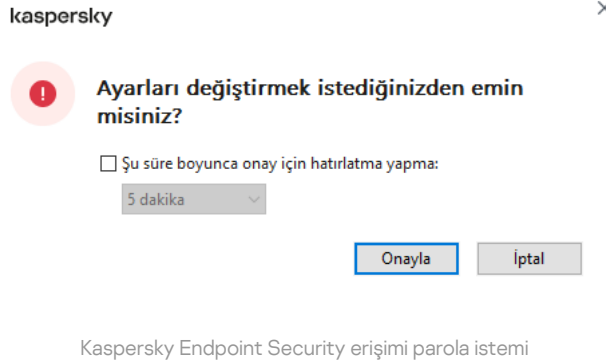 kaspersky
Ayarları değiştirmek istediğinizden emin
misiniz?
Şu süre boyunca onay için hatırlatma yapma:
5 dakika
Onayla
İptal
Kaspersky Endpoint Security erişimi parola istemi